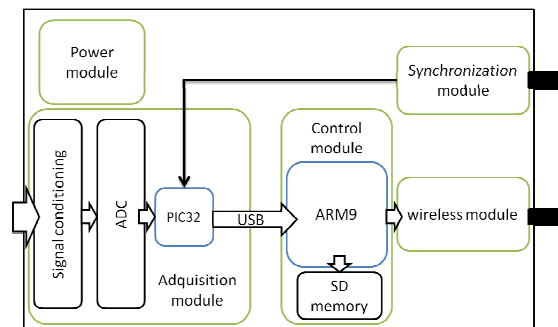 Power
module
Synchronization
module
Signal conditioning
ADC
PIC32
USB
Adquisition
module
Control
module
ARM9
SD
memory
wireless module